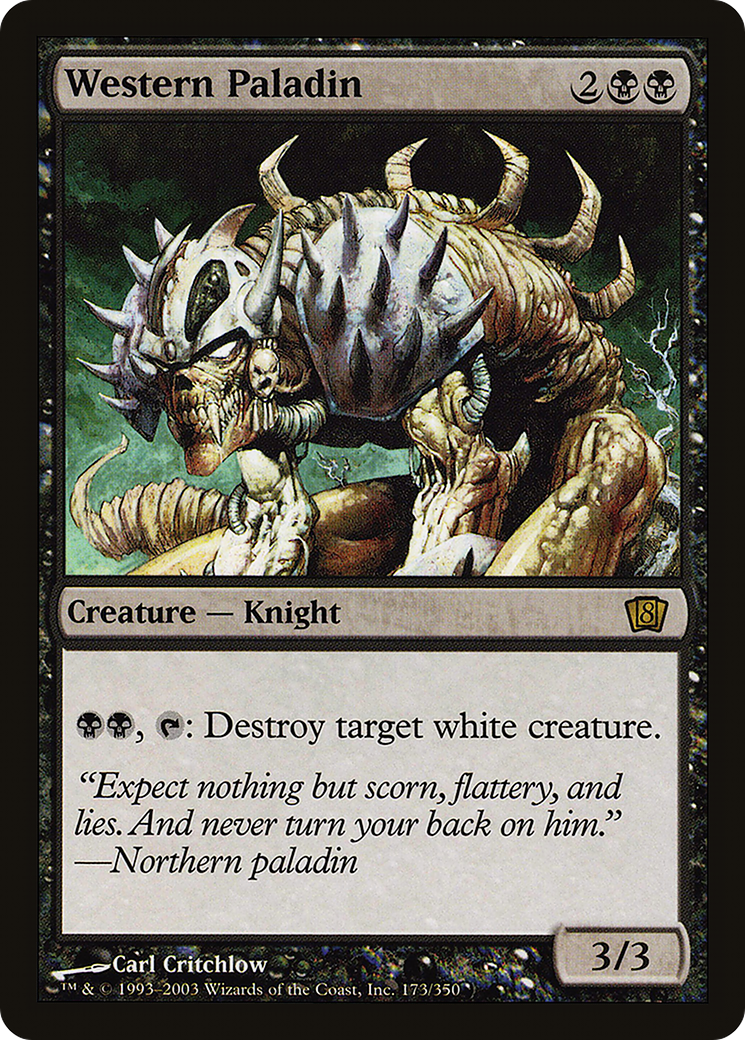 Western Paladin 2
Creature — Knight 8
, : Destroy target white creature.
“Expect nothing but scorn, flattery, and
lies. And never turn your back on him.”
—Northern paladin
3/3
Carl Critchlow
™ & © 1993–2003 Wizards of the Coast, Inc. 173/350